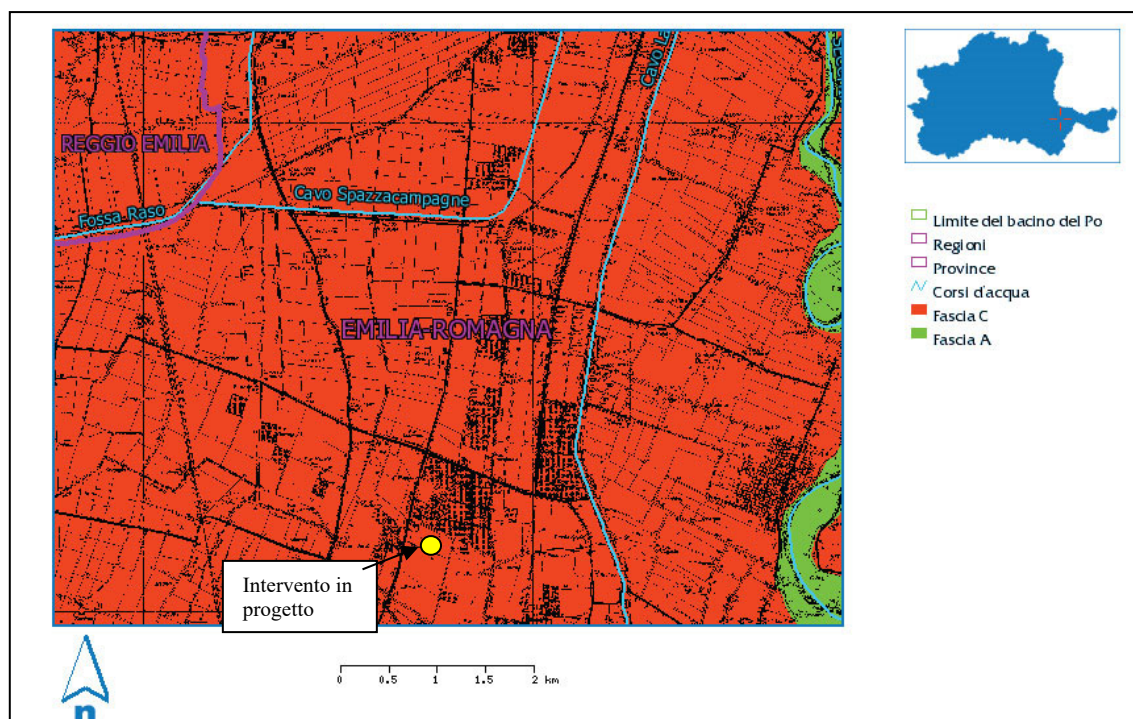 REGGIO EMILIA
Fossa Raso
Cavo Spazzacampagne
EMILIA-ROMAGNA
Intervento in
progetto
0 0.5 1 1.5 2 km
n
Limite del bacino del Po
Regioni
Province
Corsi d'acqua
Fascia C
Fascia A